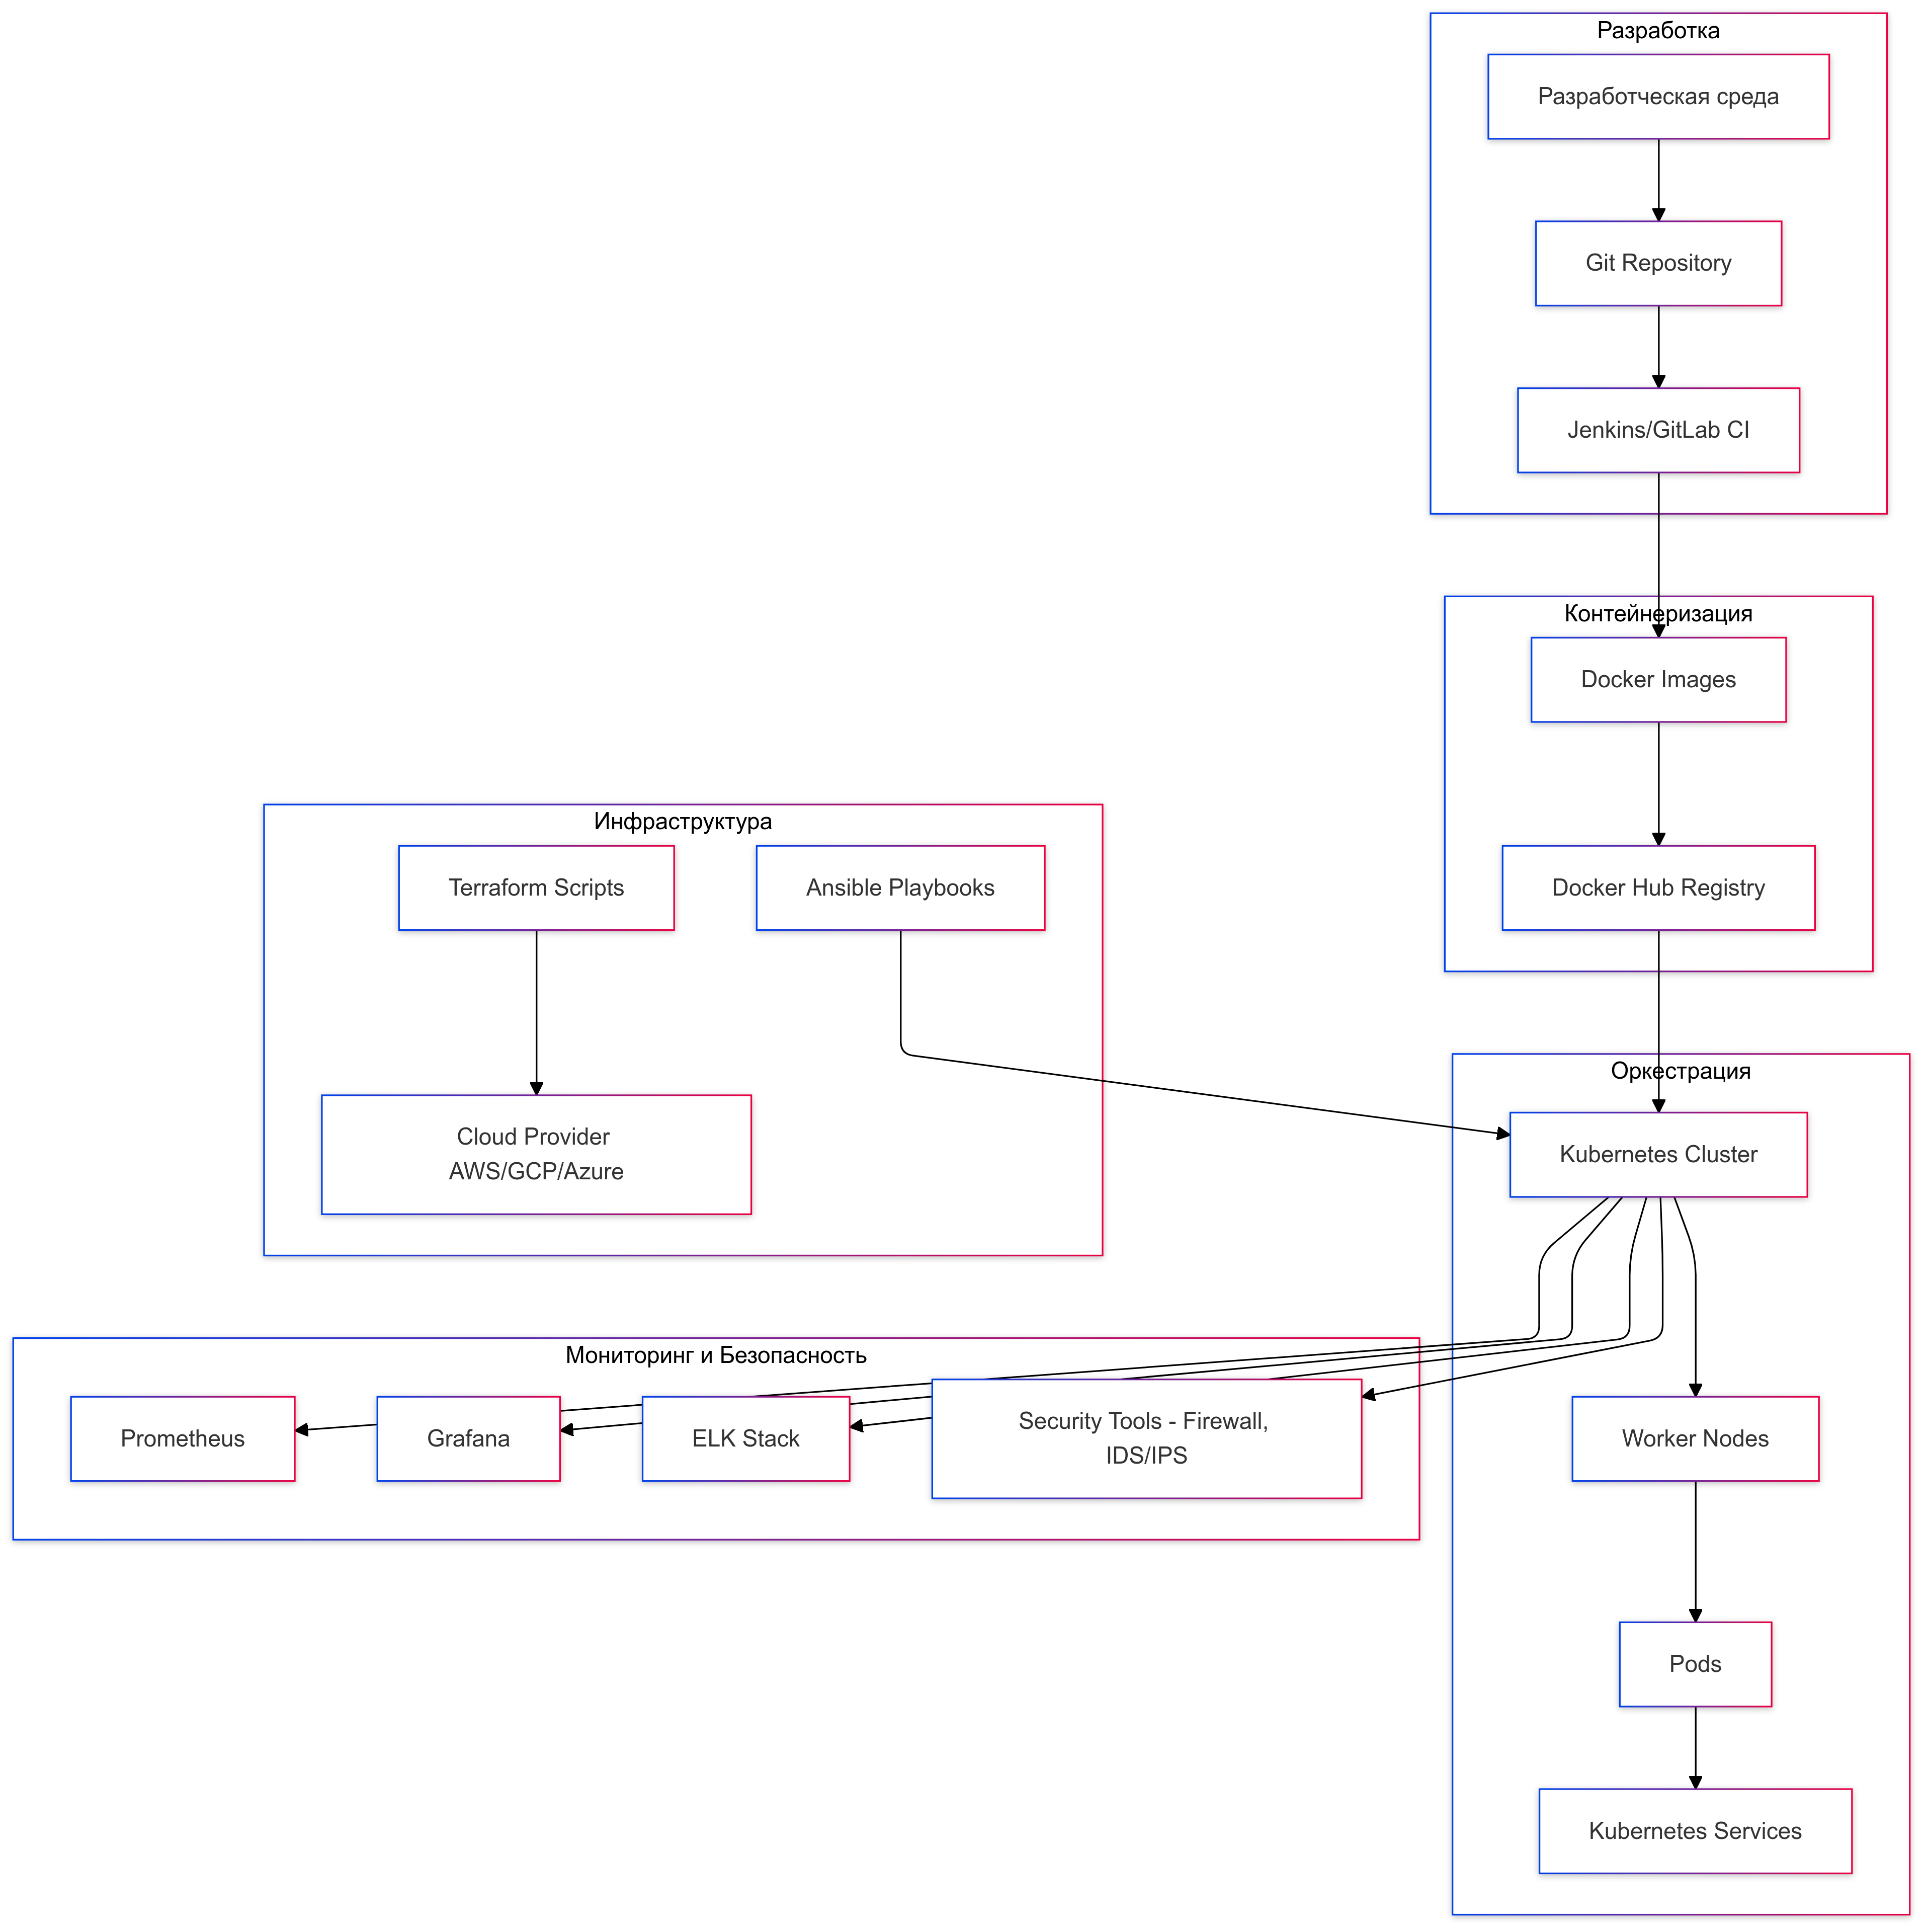 Разработка
Разработческая среда
Git Repository
Jenkins/GitLab CI
Контейнеризация
Docker Images
Docker Hub Registry
Инфраструктура
Terraform Scripts
Ansible Playbooks
Cloud Provider
AWS/GCP/Azure
Оркестрация
Kubernetes Cluster
Мониторинг и Безопасность
Prometheus
Grafana
ELK Stack
Security Tools - Firewall,
IDS/IPS
Worker Nodes
Pods
Kubernetes Services